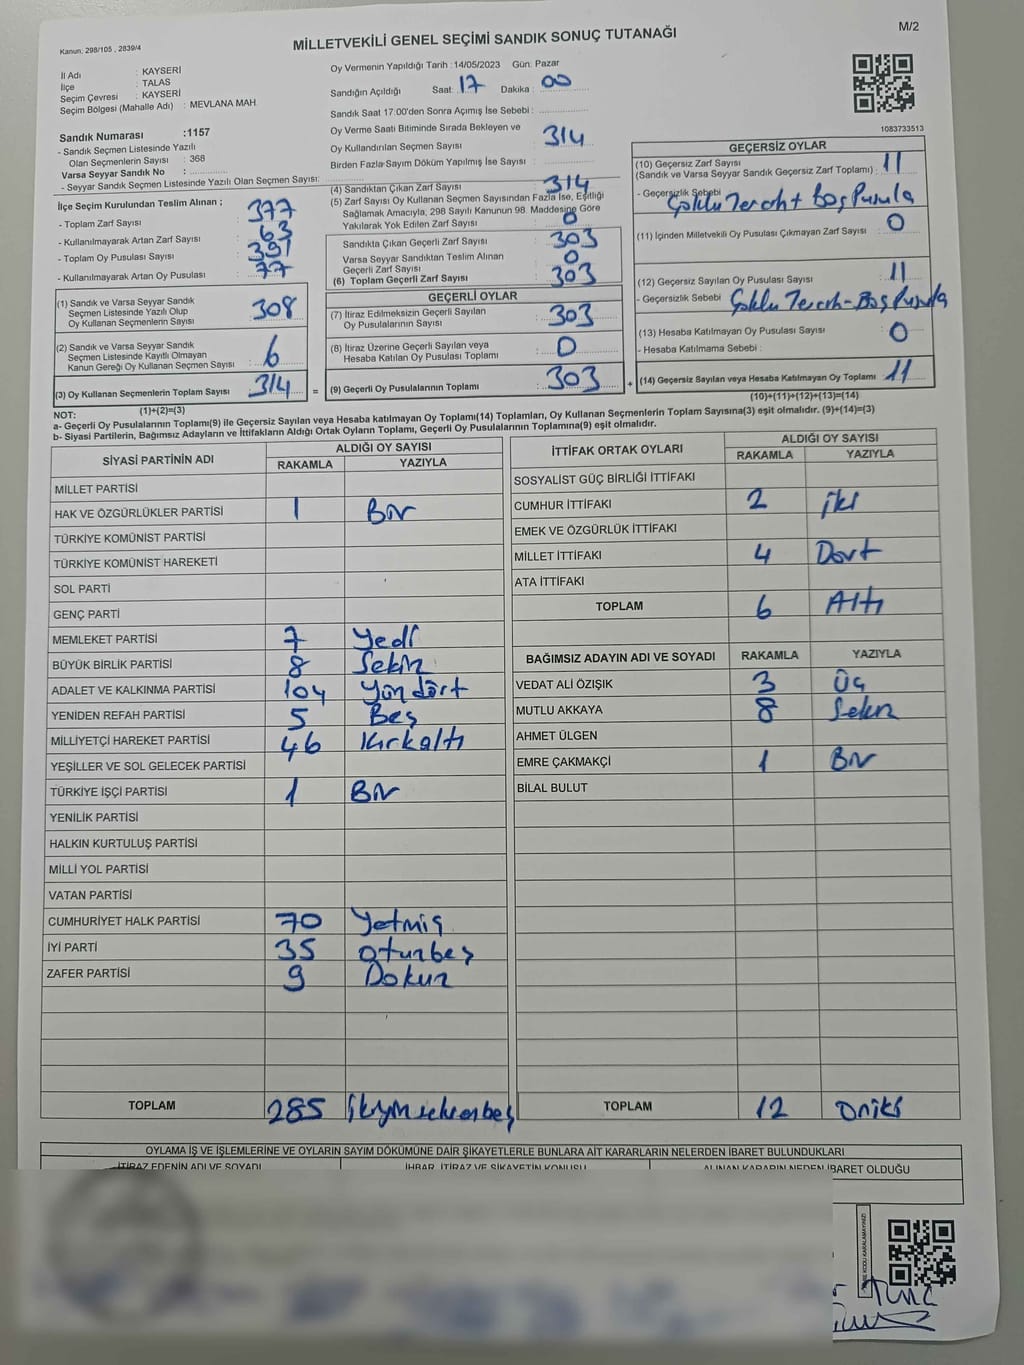 M/2
Kanun: 298/105 , 2839/4
MİLLETVEKİLİ GENEL SEÇİMİ SANDIK SONUÇ TUTANAĞI
İl Adı : KAYSERİ
İlçe : TALAS
Seçim Çevresi : KAYSERİ
Seçim Bölgesi (Mahalle Adı) : MEVLANA MAH.
Sandık Numarası :1157
- Sandık Seçmen Listesinde Yazılı
Olan Seçmenlerin Sayısı : 368
Varsa Seyyar Sandık No :
- Seyyar Sandık Seçmen Listesinde Yazılı Olan Seçmen Sayısı:
İlçe Seçim Kurulundan Teslim Alınan ;
- Toplam Zarf Sayısı : 377
- Kullanılmayarak Artan Zarf Sayısı : 63
- Toplam Oy Pusulası Sayısı : 391
- Kullanılmayarak Artan Oy Pusulası : 77
(1) Sandık ve Varsa Seyyar Sandık
Seçmen Listesinde Yazılı Olup
Oy Kullanan Seçmenlerin Sayısı : 308
(2) Sandık ve Varsa Seyyar Sandık
Seçmen Listesinde Kayıtlı Olmayan
Kanun Gereği Oy Kullanan Seçmen Sayısı : 6
(3) Oy Kullanan Seçmenlerin Toplam Sayısı : 314 =
(1)+(2)=(3)
Oy Vermenin Yapıldığı Tarih :14/05/2023 Gün: Pazar
Sandığın Açıldığı Saat: 17 Dakika : 00
Sandık Saat 17:00'den Sonra Açımış İse Sebebi :
Oy Verme Saati Bitiminde Sırada Bekleyen ve
Oy Kullandırılan Seçmen Sayısı : 314
Birden Fazla Sayım Döküm Yapılmış İse Sayısı :
(4) Sandıktan Çıkan Zarf Sayısı : 314
(5) Zarf Sayısı Oy Kullanan Seçmen Sayısından Fazla İse, Eşitliği
Sağlamak Amacıyla, 298 Sayılı Kanunun 98. Maddesine Göre
Yakılarak Yok Edilen Zarf Sayısı : 0
Sandıkta Çıkan Geçerli Zarf Sayısı : 303
Varsa Seyyar Sandıktan Teslim Alınan
Geçerli Zarf Sayısı : 0
(6) Toplam Geçerli Zarf Sayısı : 303
GEÇERLİ OYLAR
(7) İtiraz Edilmeksizin Geçerli Sayılan
Oy Pusulalarının Sayısı : 303
(8) İtiraz Üzerine Geçerli Sayılan veya
Hesaba Katılan Oy Pusulası Toplamı : 0
(9) Geçerli Oy Pusulalarının Toplamı : 303 +
1083733513
GEÇERSİZ OYLAR
(10) Geçersiz Zarf Sayısı
(Sandık ve Varsa Seyyar Sandık Geçersiz Zarf Toplamı) : 11
- Geçersizlik Sebebi
(11) İçinden Milletvekili Oy Pusulası Çıkmayan Zarf Sayısı : 0
(12) Geçersiz Sayılan Oy Pusulası Sayısı : 11
- Geçersizlik Sebebi
(13) Hesaba Katılmayan Oy Pusulası Sayısı : 0
- Hesaba Katılmama Sebebi :
(14) Geçersiz Sayılan veya Hesaba Katılmayan Oy Toplamı : 11
(10)+(11)+(12)+(13)=(14)
NOT:
a- Geçerli Oy Pusulalarının Toplamı(9) ile Geçersiz Sayılan veya Hesaba katılmayan Oy Toplamı(14) Toplamları, Oy Kullanan Seçmenlerin Toplam Sayısına(3) eşit olmalıdır. (9)+(14)=(3)
b- Siyasi Partilerin, Bağımsız Adayların ve İttifakların Aldığı Ortak Oyların Toplamı, Geçerli Oy Pusulalarının Toplamına(9) eşit olmalıdır.
SİYASİ PARTİNİN ADI ALDIĞI OY SAYISI
RAKAMLA YAZIYLA
MİLLET PARTİSİ
HAK VE ÖZGÜRLÜKLER PARTİSİ 1 Bir
TÜRKİYE KOMÜNİST PARTİSİ
TÜRKİYE KOMÜNİST HAREKETİ
SOL PARTİ
GENÇ PARTİ
MEMLEKET PARTİSİ 7 Yedi
BÜYÜK BİRLİK PARTİSİ 8 Sekiz
ADALET VE KALKINMA PARTİSİ 104 Yüzdört
YENİDEN REFAH PARTİSİ 5 Beş
MİLLİYETÇİ HAREKET PARTİSİ 46 Kırkaltı
YEŞİLLER VE SOL GELECEK PARTİSİ
TÜRKİYE İŞÇİ PARTİSİ 1 Bir
YENİLİK PARTİSİ
HALKIN KURTULUŞ PARTİSİ
MİLLİ YOL PARTİSİ
VATAN PARTİSİ
CUMHURİYET HALK PARTİSİ 70 Yetmiş
İYİ PARTİ 35 Oturbeş
ZAFER PARTİSİ 9 Dokuz
TOPLAM 285
İTTİFAK ORTAK OYLARI ALDIĞI OY SAYISI
RAKAMLA YAZIYLA
SOSYALİST GÜÇ BİRLİĞİ İTTİFAKI
CUMHUR İTTİFAKI 2 iki
EMEK VE ÖZGÜRLÜK İTTİFAKI
MİLLET İTTİFAKI 4 Dört
ATA İTTİFAKI
TOPLAM 6 Altı
BAĞIMSIZ ADAYIN ADI VE SOYADI RAKAMLA YAZIYLA
VEDAT ALİ ÖZIŞIK 3 Üç
MUTLU AKKAYA 8 Sekiz
AHMET ÜLGEN
EMRE ÇAKMAKÇİ 1 Bir
BİLAL BULUT
TOPLAM 12 Oniki
OYLAMA İŞ VE İŞLEMLERİNE VE OYLARIN SAYIM DÖKÜMÜNE DAİR ŞİKAYETLERLE BUNLARA AİT KARARLARIN NELERDEN İBARET BULUNDUKLARI
İTİRAZ EDENİN ADI VE SOYADI İHBAR, İTİRAZ VE ŞİKAYETİN KONUSU ALINAN KARARIN NEDEN İBARET OLDUĞU